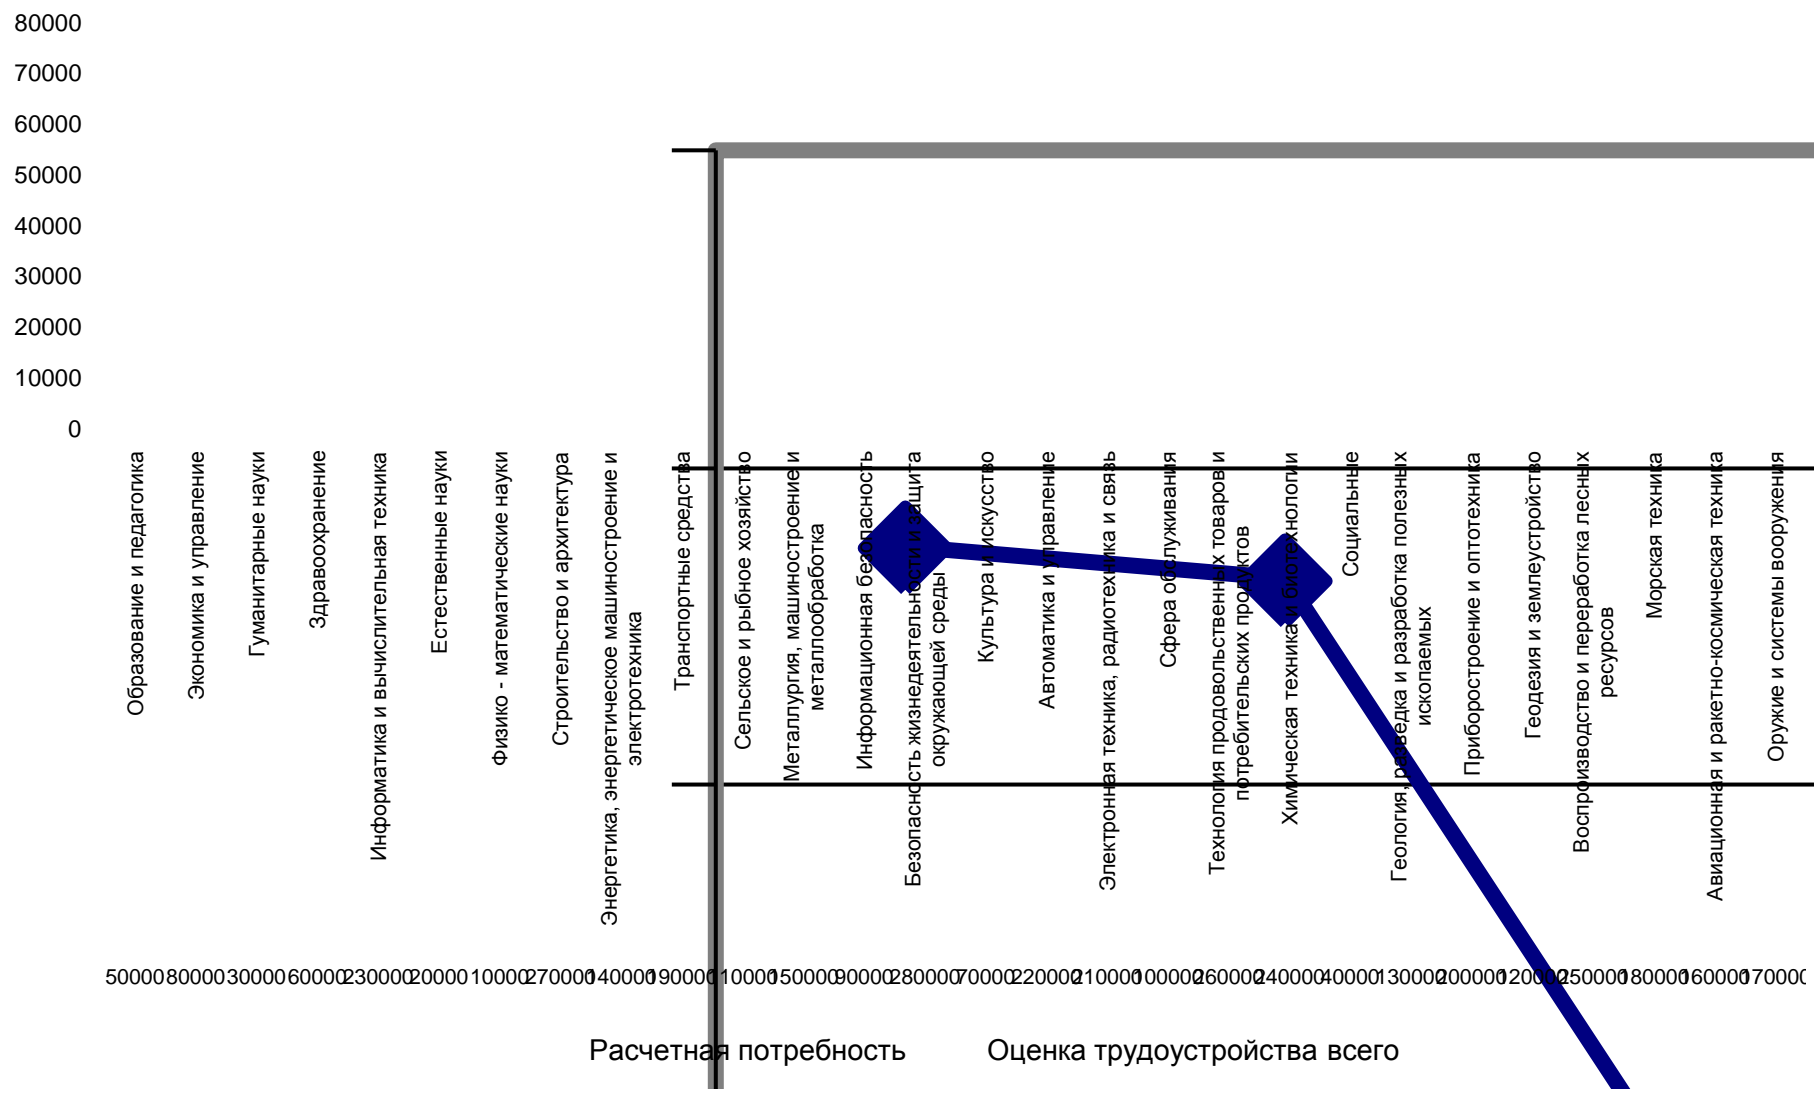 80000
70000
60000
50000
40000
30000
20000
10000
0
Образование и педагогика
Экономика и управление
Гуманитарные науки
Здравоохранение
Информатика и вычислительная техника
Естественные науки
Физико - математические науки
Строительство и архитектура
Энергетика, энергетическое машиностроение и
электротехника
Транспортные средства
Сельское и рыбное хозяйство
Металлургия, машиностроение и
металлообработка
Информационная безопасность
Безопасность жизнедеятельности и защита
окружающей среды
Культура и искусство
Автоматика и управление
Электронная техника, радиотехника и связь
Сфера обслуживания
Технология продовольственных товаров и
потребительских продуктов
Химическая техника и биотехнологии
Социальные
Геология, разведка и разработка полезных
ископаемых
Приборостроение и оптотехника
Геодезия и землеустройство
Воспроизводство и переработка лесных
ресурсов
Морская техника
Авиационная и ракетно-космическая техника
Оружие и системы вооружения
50000 80000 30000 60000 230000 20000 10000 270000 140000 190000 110000 150000 90000 280000 70000 220000 210000 100000 260000 240000 40000 130000 200000 120000 250000 180000 160000 170000
Расчетная потребность
Оценка трудоустройства всего